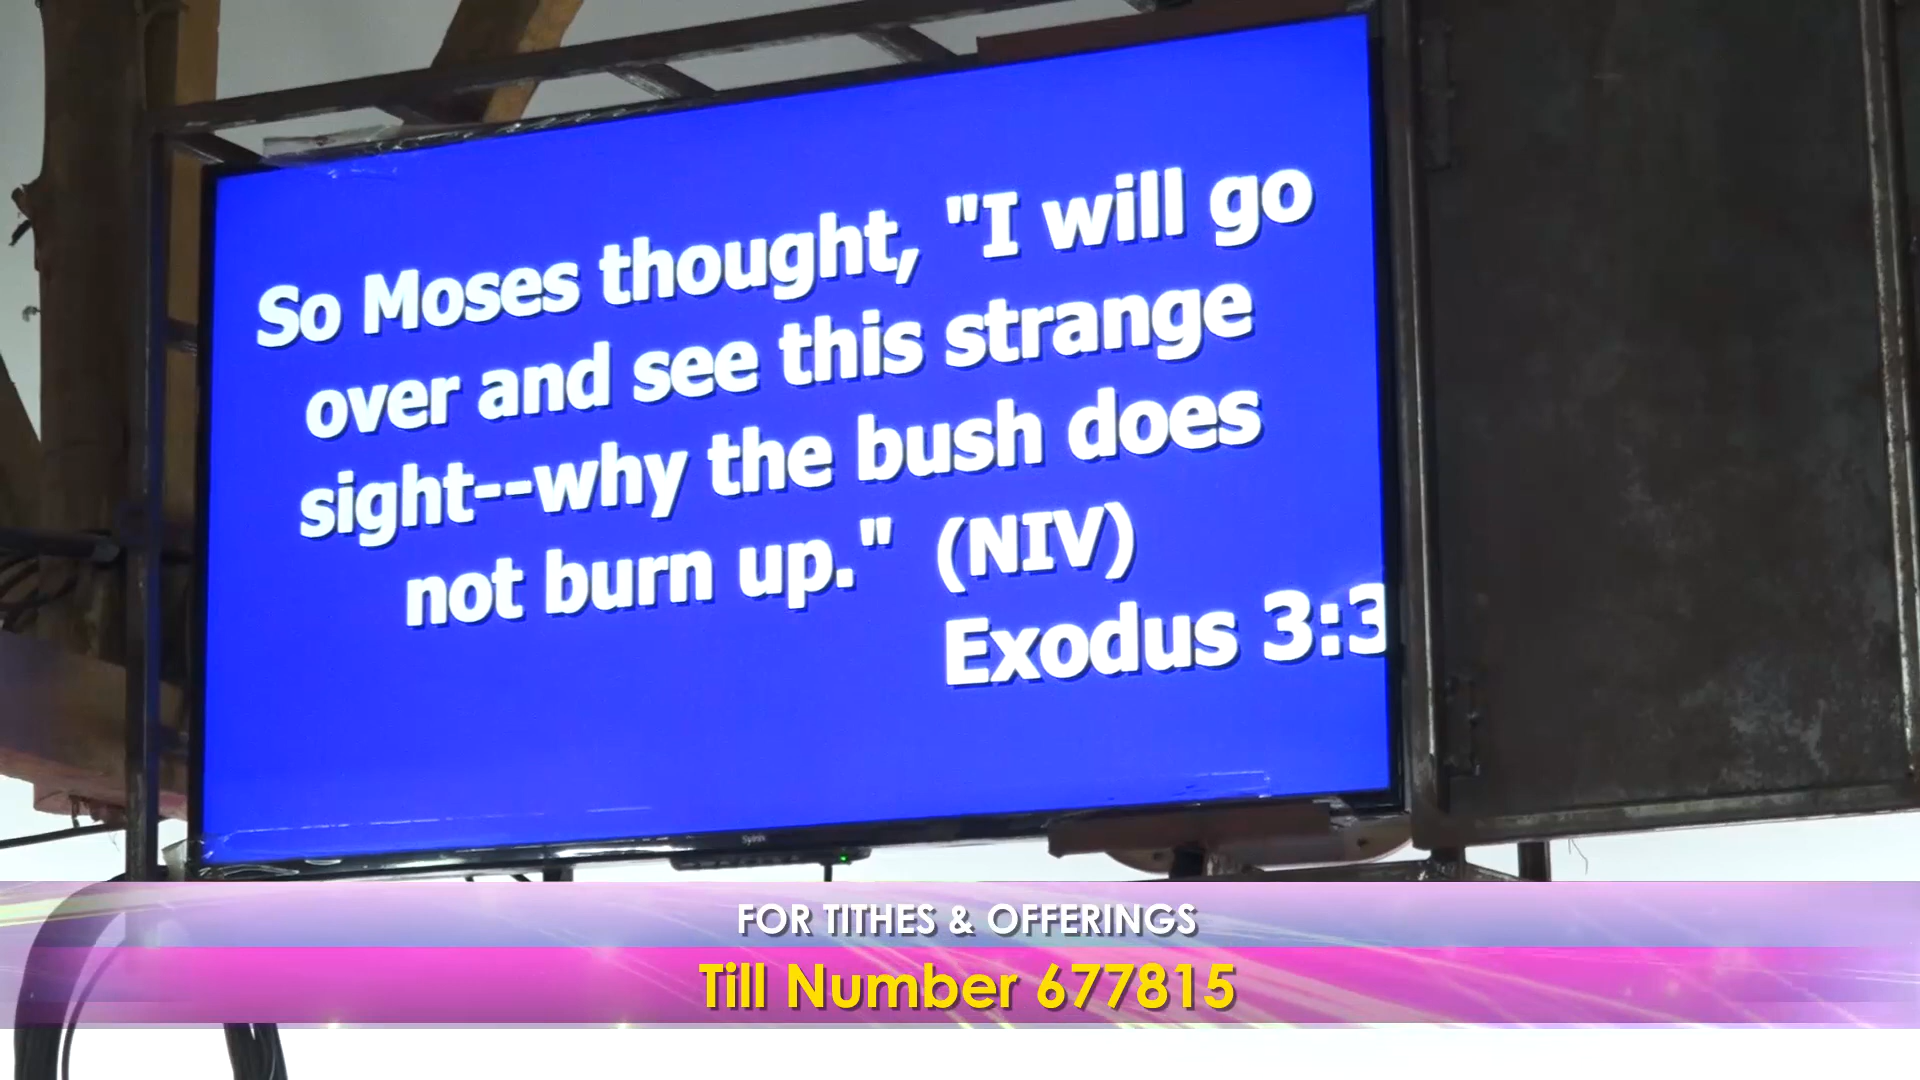 So Moses thought, "I will go
over and see this strange
sight--why the bush does
not burn up." (NIV)
Exodus 3:3
FOR TITHES & OFFERINGS
Till Number 677815